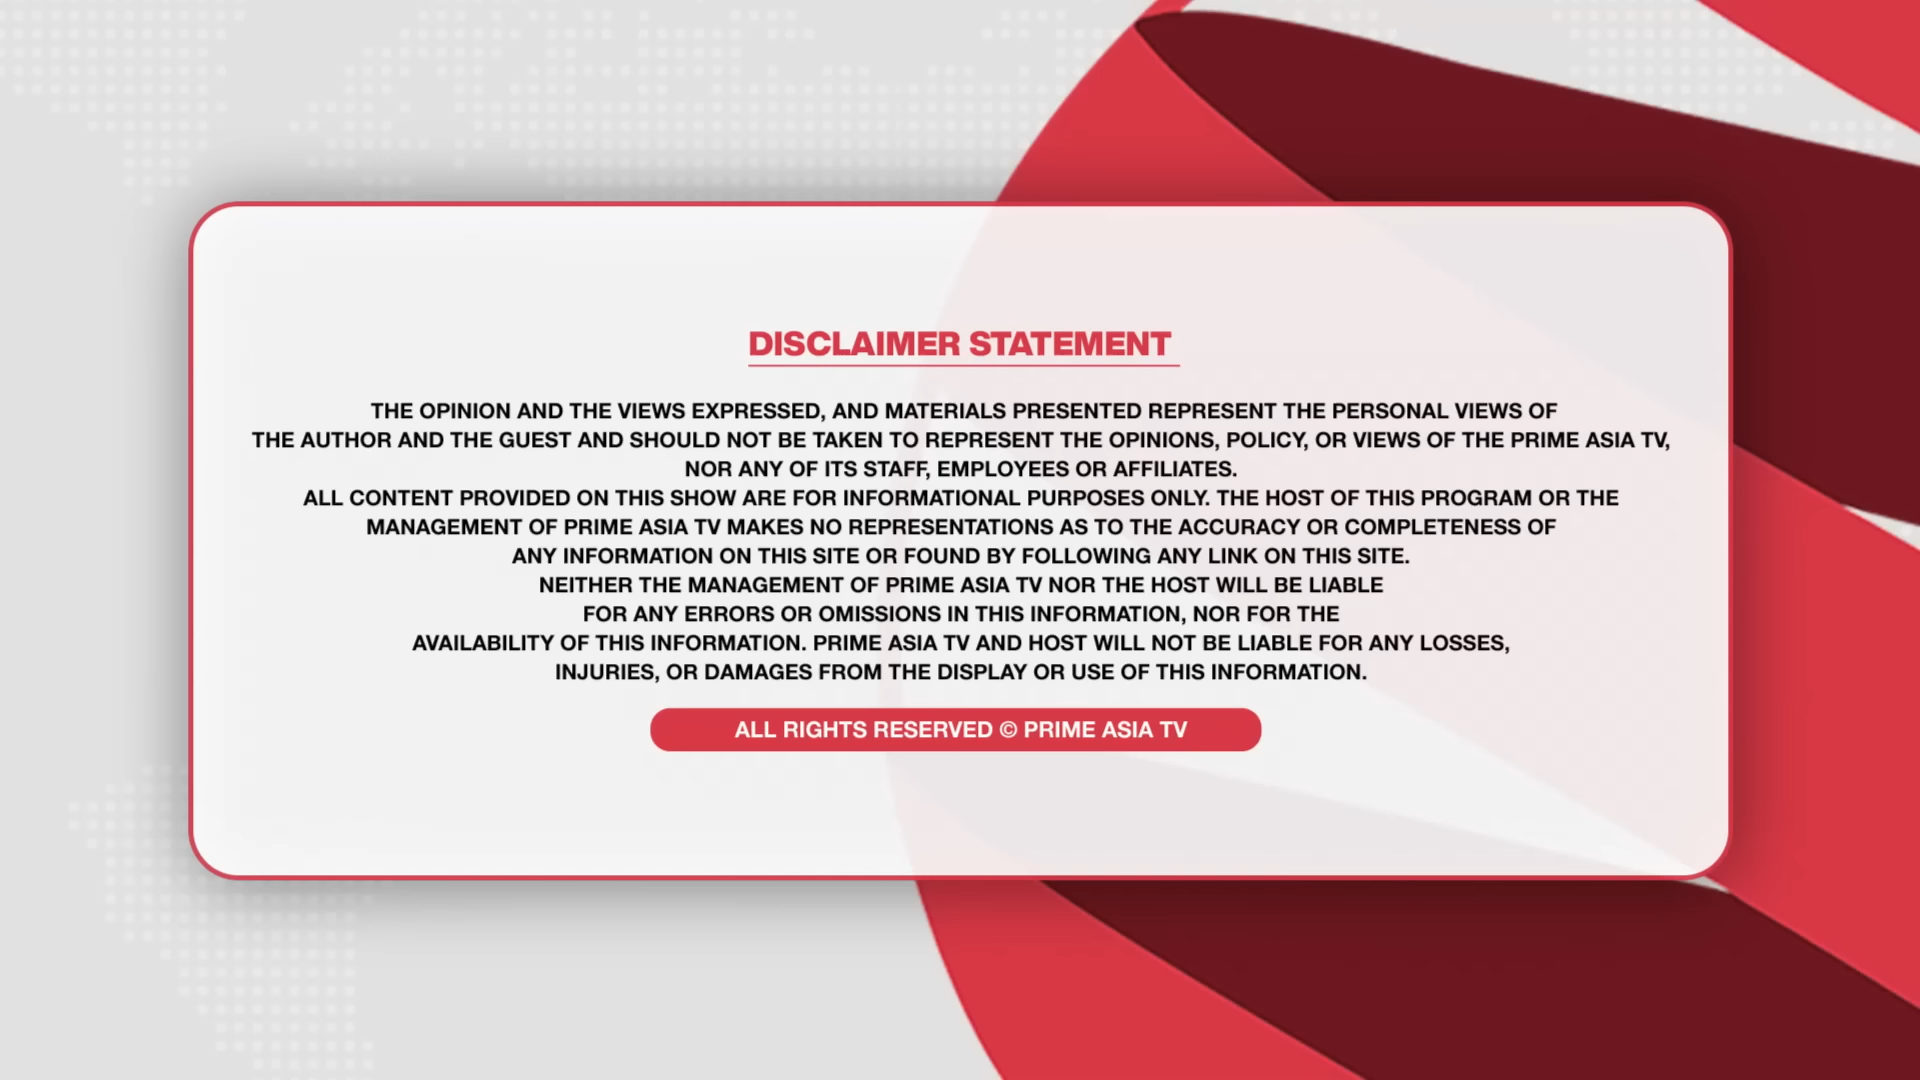 DISCLAIMER STATEMENT
THE OPINION AND THE VIEWS EXPRESSED, AND MATERIALS PRESENTED REPRESENT THE PERSONAL VIEWS OF
THE AUTHOR AND THE GUEST AND SHOULD NOT BE TAKEN TO REPRESENT THE OPINIONS, POLICY, OR VIEWS OF THE PRIME ASIA TV,
NOR ANY OF ITS STAFF, EMPLOYEES OR AFFILIATES.
ALL CONTENT PROVIDED ON THIS SHOW ARE FOR INFORMATIONAL PURPOSES ONLY. THE HOST OF THIS PROGRAM OR THE
MANAGEMENT OF PRIME ASIA TV MAKES NO REPRESENTATIONS AS TO THE ACCURACY OR COMPLETENESS OF
ANY INFORMATION ON THIS SITE OR FOUND BY FOLLOWING ANY LINK ON THIS SITE.
NEITHER THE MANAGEMENT OF PRIME ASIA TV NOR THE HOST WILL BE LIABLE
FOR ANY ERRORS OR OMISSIONS IN THIS INFORMATION, NOR FOR THE
AVAILABILITY OF THIS INFORMATION. PRIME ASIA TV AND HOST WILL NOT BE LIABLE FOR ANY LOSSES,
INJURIES, OR DAMAGES FROM THE DISPLAY OR USE OF THIS INFORMATION.
ALL RIGHTS RESERVED © PRIME ASIA TV